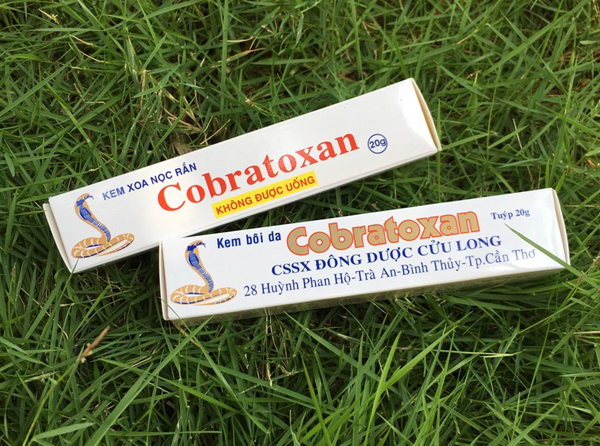 KEM XOA NỌC RẮN
Cobratoxan
20g
KHÔNG ĐƯỢC UỐNG
Kem bôi da Cobratoxan Tuýp 20g
CSSX ĐÔNG DƯỢC CỬU LONG
28 Huỳnh Phan Hộ-Trà An-Bình Thủy-Tp.Cần Thơ